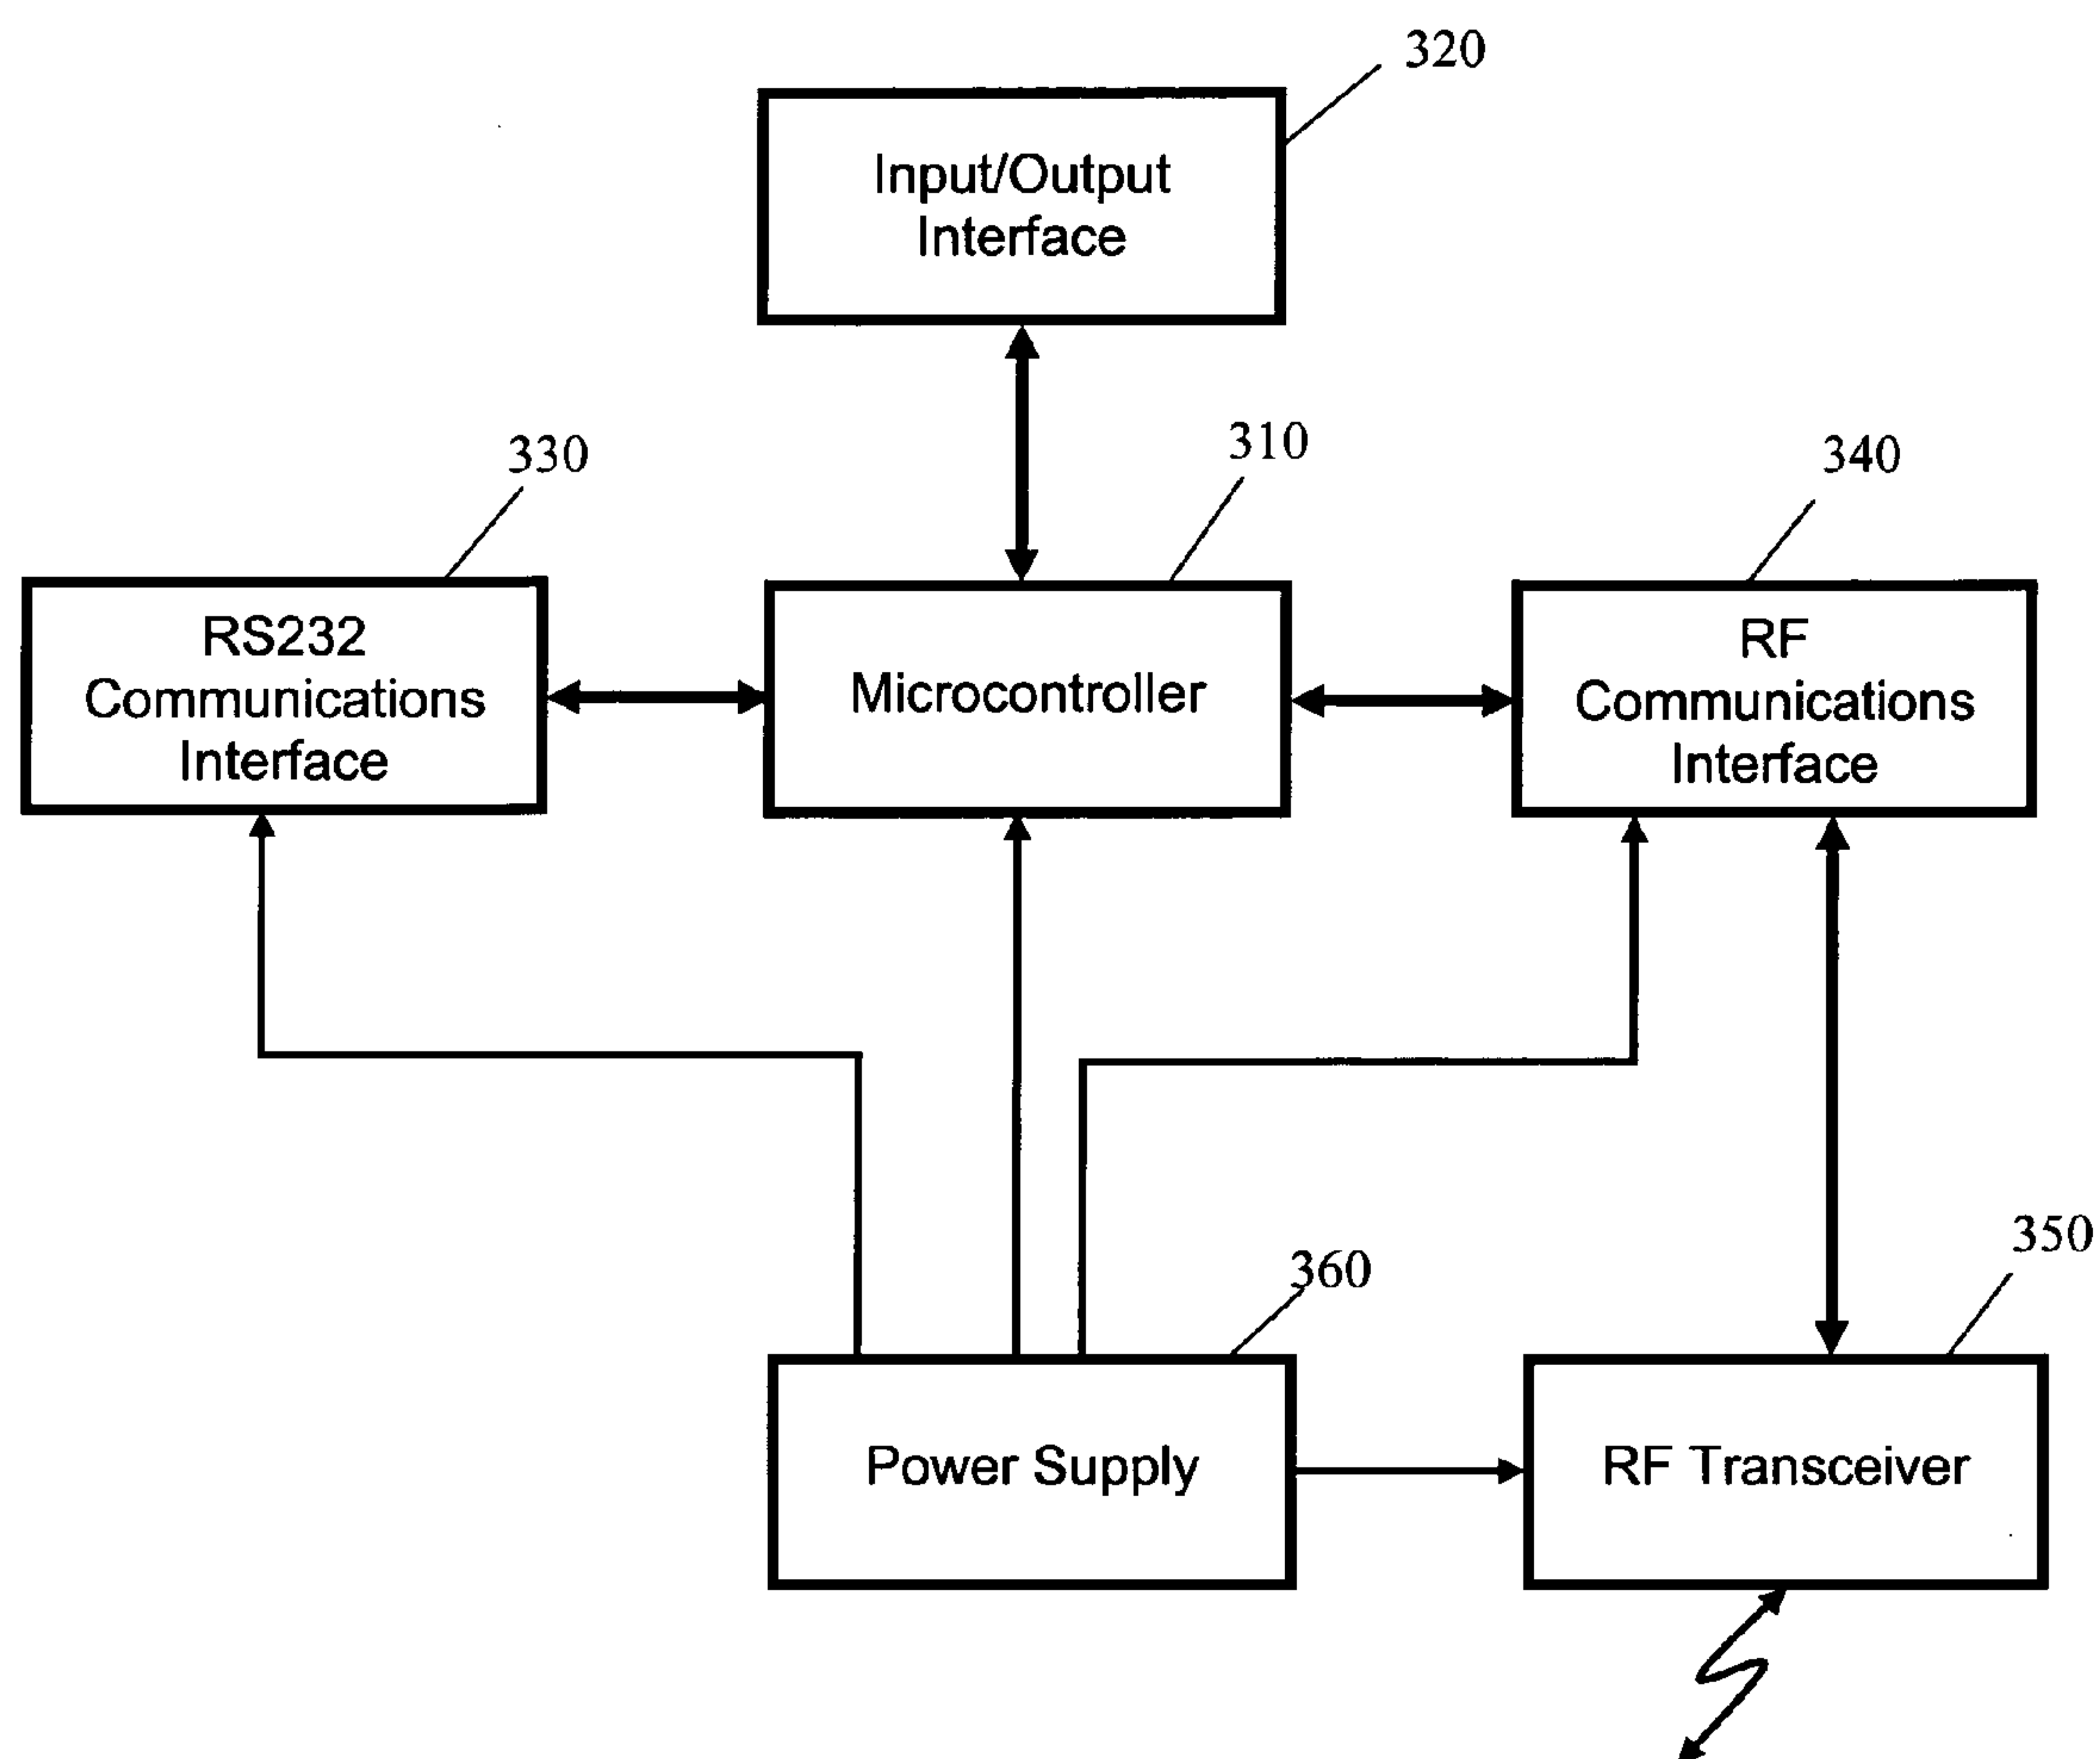 320
Input/Output
Interface
330
310
340
RS232
Communications
Interface
Microcontroller
RF
Communications
Interface
360
350
Power Supply
RF Transceiver